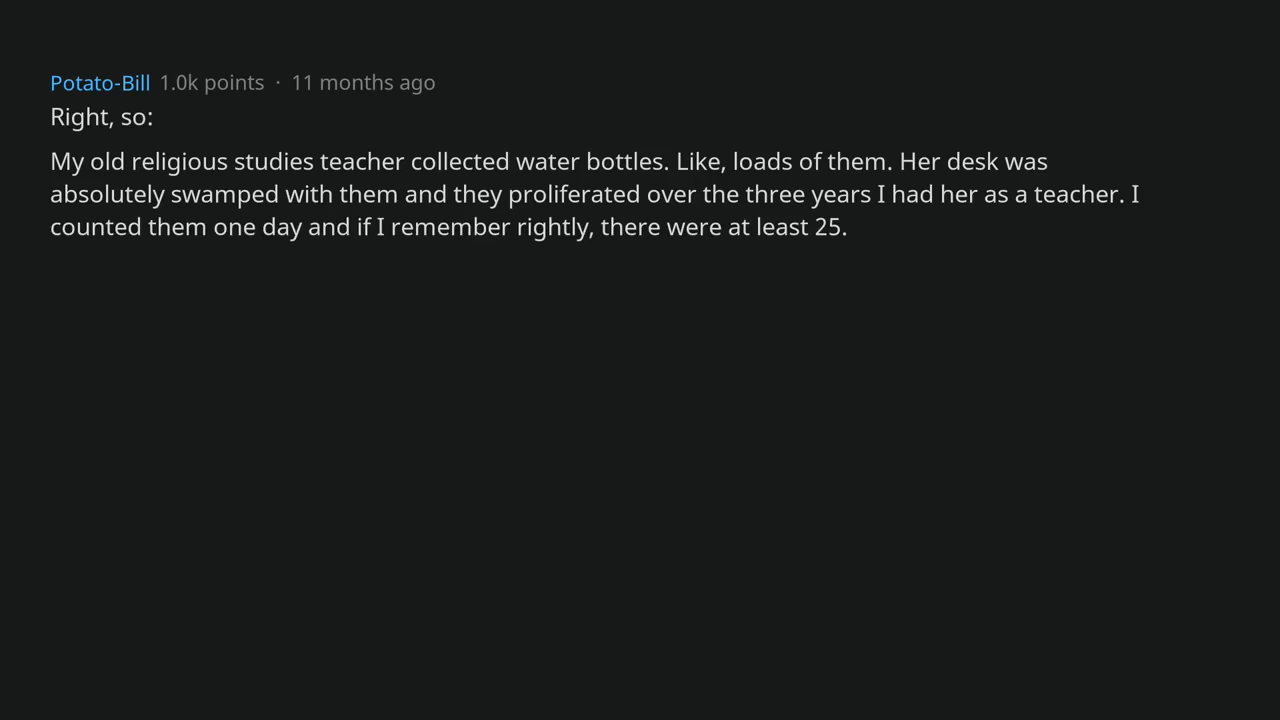 Potato-Bill 1.0k points · 11 months ago
Right, so:
My old religious studies teacher collected water bottles. Like, loads of them. Her desk was
absolutely swamped with them and they proliferated over the three years I had her as a teacher. I
counted them one day and if I remember rightly, there were at least 25.